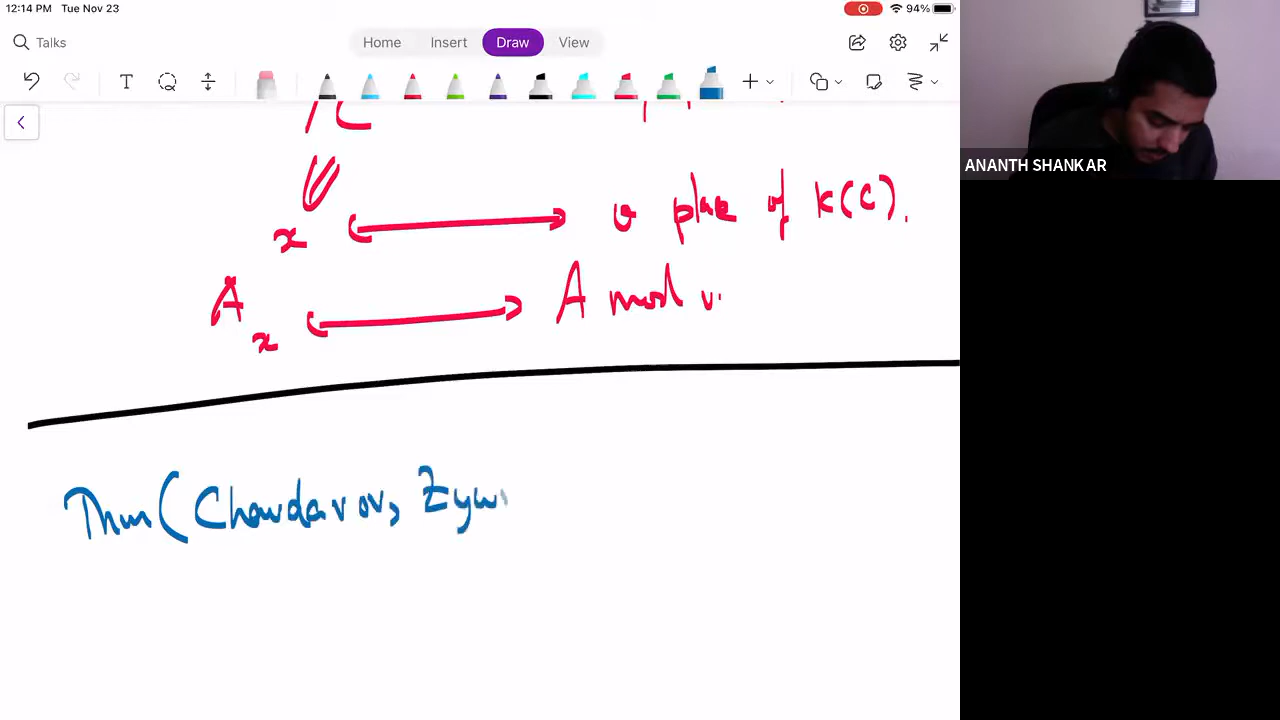 12:14 PM Tue Nov 23
94%
Talks
Home Insert Draw View
T
x ⟷ v place of K(C).
A_x ⟷ A mod v.
Thm (Chavdarov, Zyw
ANANTH SHANKAR